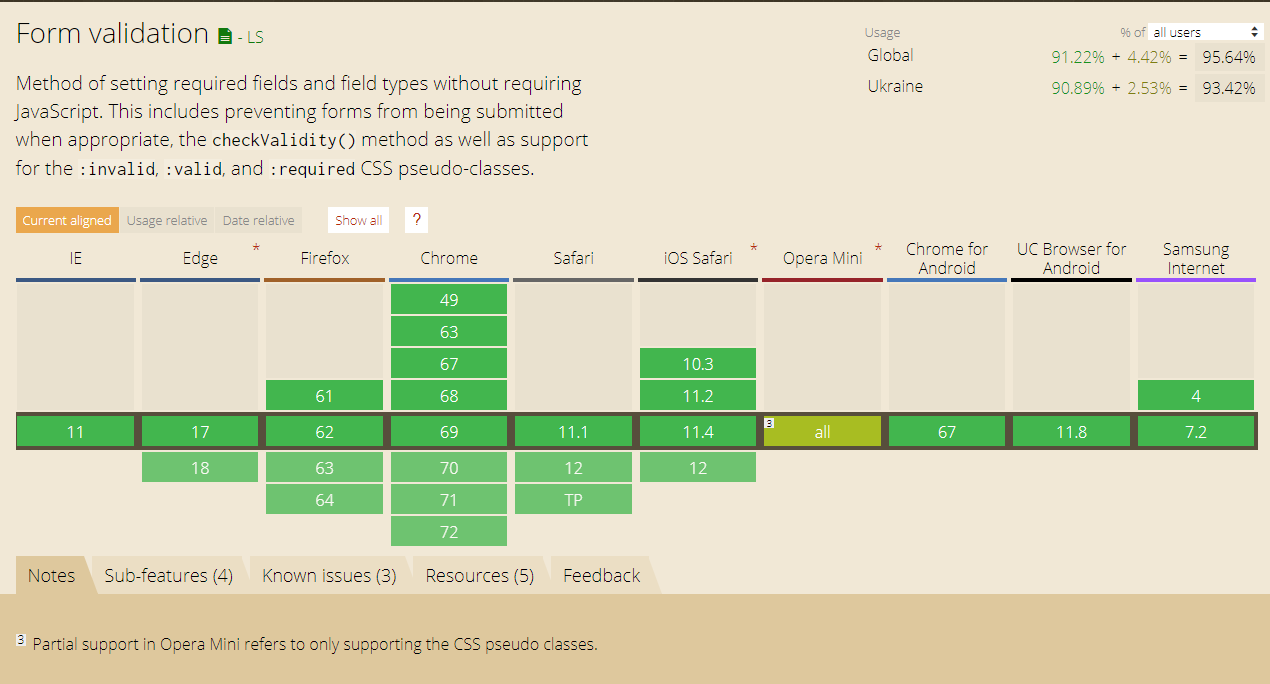 Form validation - LS
Usage % of all users
Global 91.22% + 4.42% = 95.64%
Ukraine 90.89% + 2.53% = 93.42%
Method of setting required fields and field types without requiring
JavaScript. This includes preventing forms from being submitted
when appropriate, the checkValidity() method as well as support
for the :invalid, :valid, and :required CSS pseudo-classes.
Current aligned Usage relative Date relative Show all ?
IE Edge * Firefox Chrome Safari iOS Safari * Opera Mini * Chrome for Android UC Browser for Android Samsung Internet
49
63
67 10.3
61 68 11.2 4
11 17 62 69 11.1 11.4 3 all 67 11.8 7.2
18 63 70 12 12
64 71 TP
72
Notes Sub-features (4) Known issues (3) Resources (5) Feedback
3 Partial support in Opera Mini refers to only supporting the CSS pseudo classes.